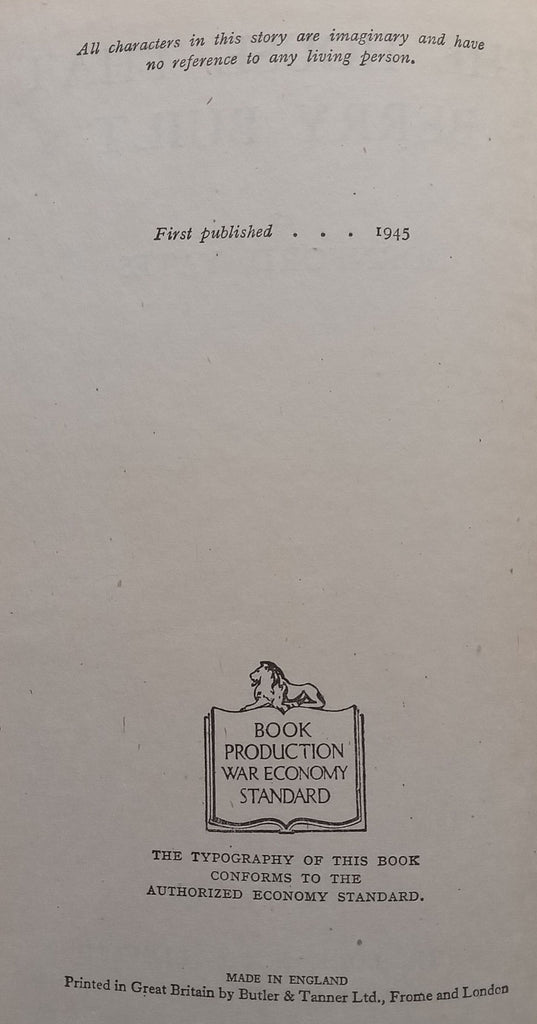 All characters in this story are imaginary and have
no reference to any living person.
First published . . . 1945
BOOK
PRODUCTION
WAR ECONOMY
STANDARD
THE TYPOGRAPHY OF THIS BOOK
CONFORMS TO THE
AUTHORIZED ECONOMY STANDARD.
MADE IN ENGLAND
Printed in Great Britain by Butler & Tanner Ltd., Frome and London